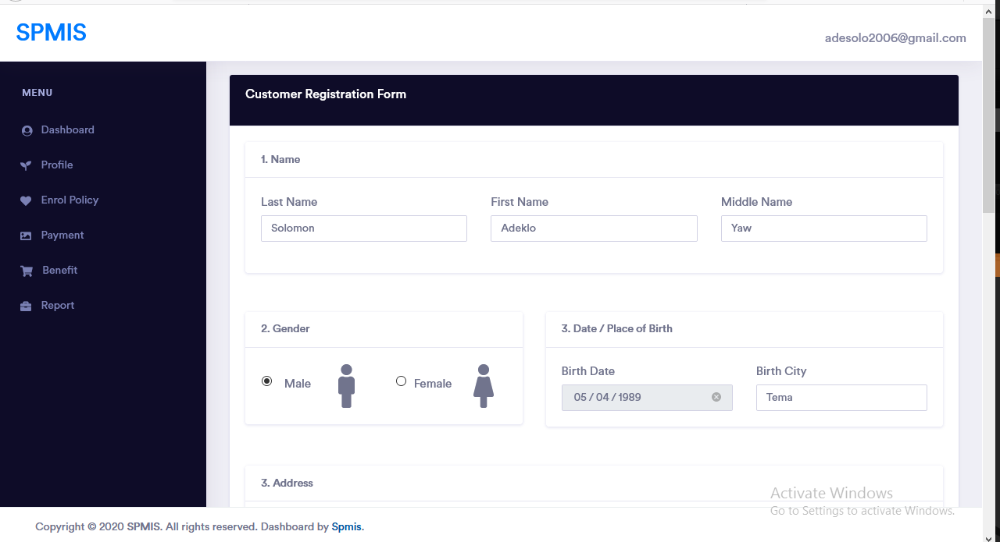 SPMIS
adesolo2006@gmail.com
MENU
Dashboard
Profile
Enrol Policy
Payment
Benefit
Report
Customer Registration Form
1. Name
Last Name First Name Middle Name
Solomon Adeklo Yaw
2. Gender
Male Female
3. Date / Place of Birth
Birth Date Birth City
05 / 04 / 1989 Tema
3. Address
Activate Windows
Go to Settings to activate Windows.
Copyright © 2020 SPMIS. All rights reserved. Dashboard by Spmis.